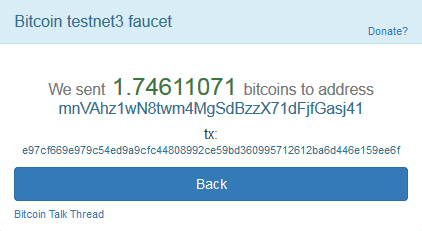 Bitcoin testnet3 faucet
Donate?
We sent 1.74611071 bitcoins to address
mnVAhz1wN8twm4MgSdBzzX71dFjfGasj41
tx:
e97cf669e979c54ed9a9cfc44808992ce59bd360995712612ba6d446e159ee6f
Back
Bitcoin Talk Thread